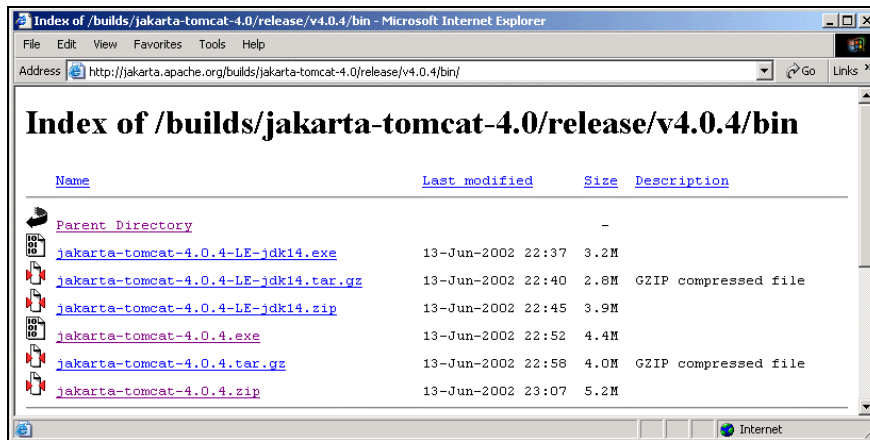 Index of /builds/jakarta-tomcat-4.0/release/v4.0.4/bin - Microsoft Internet Explorer
File Edit View Favorites Tools Help
Address http://jakarta.apache.org/builds/jakarta-tomcat-4.0/release/v4.0.4/bin/ Go Links »
Index of /builds/jakarta-tomcat-4.0/release/v4.0.4/bin
Name Last modified Size Description
Parent Directory -
jakarta-tomcat-4.0.4-LE-jdk14.exe 13-Jun-2002 22:37 3.2M
jakarta-tomcat-4.0.4-LE-jdk14.tar.gz 13-Jun-2002 22:40 2.8M GZIP compressed file
jakarta-tomcat-4.0.4-LE-jdk14.zip 13-Jun-2002 22:45 3.9M
jakarta-tomcat-4.0.4.exe 13-Jun-2002 22:52 4.4M
jakarta-tomcat-4.0.4.tar.gz 13-Jun-2002 22:58 4.0M GZIP compressed file
jakarta-tomcat-4.0.4.zip 13-Jun-2002 23:07 5.2M
Internet